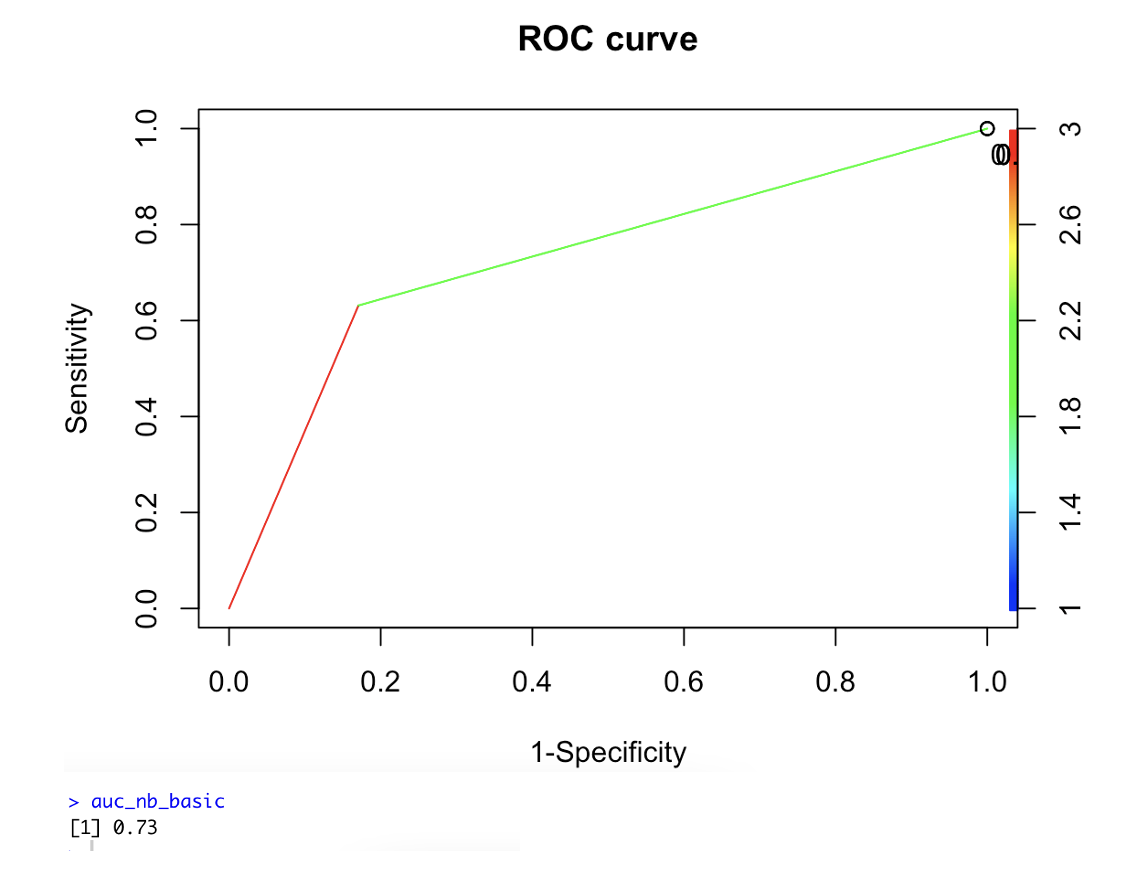 ROC curve
Sensitivity
0.0 0.2 0.4 0.6 0.8 1.0
1 1.4 1.8 2.2 2.6 3
0.0 0.2 0.4 0.6 0.8 1.0
1-Specificity
> auc_nb_basic
[1] 0.73